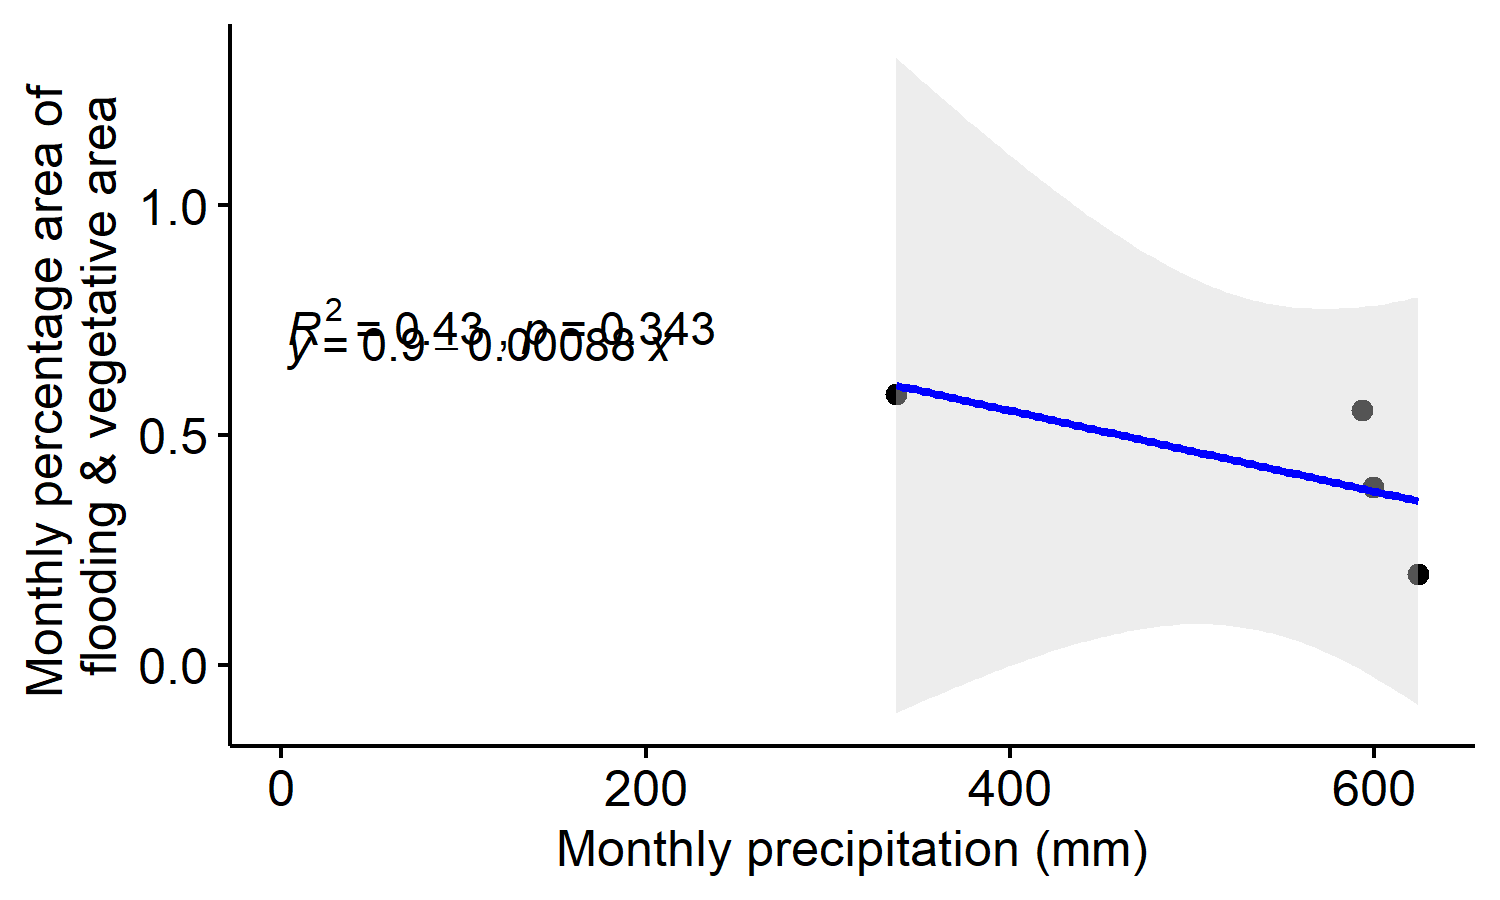 Monthly percentage area of
flooding & vegetative area
1.0
0.5
0.0
R² = 0.43 , p = 0.343
y = 0.9 − 0.00088 x
0 200 400 600
Monthly precipitation (mm)